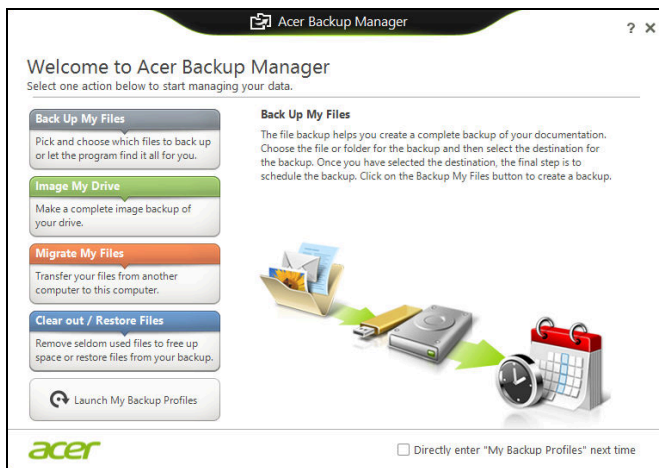 Acer Backup Manager
? X
Welcome to Acer Backup Manager
Select one action below to start managing your data.
Back Up My Files
Pick and choose which files to back up
or let the program find it all for you.
Image My Drive
Make a complete image backup of
your drive.
Migrate My Files
Transfer your files from another
computer to this computer.
Clear out / Restore Files
Remove seldom used files to free up
space or restore files from your backup.
Launch My Backup Profiles
Back Up My Files
The file backup helps you create a complete backup of your documentation.
Choose the file or folder for the backup and then select the destination for
the backup. Once you have selected the destination, the final step is to
schedule the backup. Click on the Backup My Files button to create a backup.
acer
Directly enter "My Backup Profiles" next time